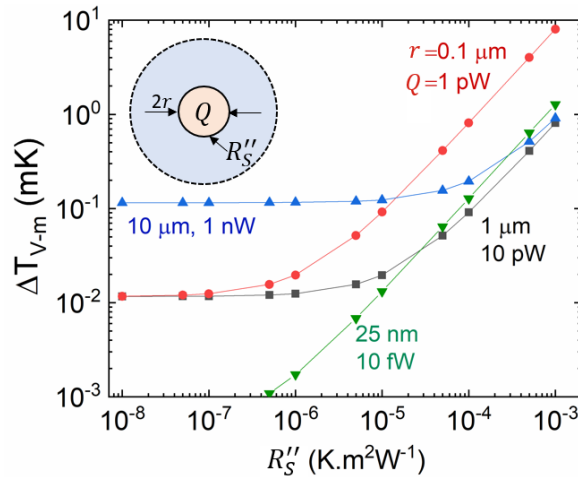 10¹
10⁰
10⁻¹
10⁻²
10⁻³
ΔT_V-m (mK)
2r
Q
R_S''
r=0.1 μm
Q=1 pW
10 μm, 1 nW
1 μm
10 pW
25 nm
10 fW
10⁻⁸ 10⁻⁷ 10⁻⁶ 10⁻⁵ 10⁻⁴ 10⁻³
R_S'' (K.m²W⁻¹)